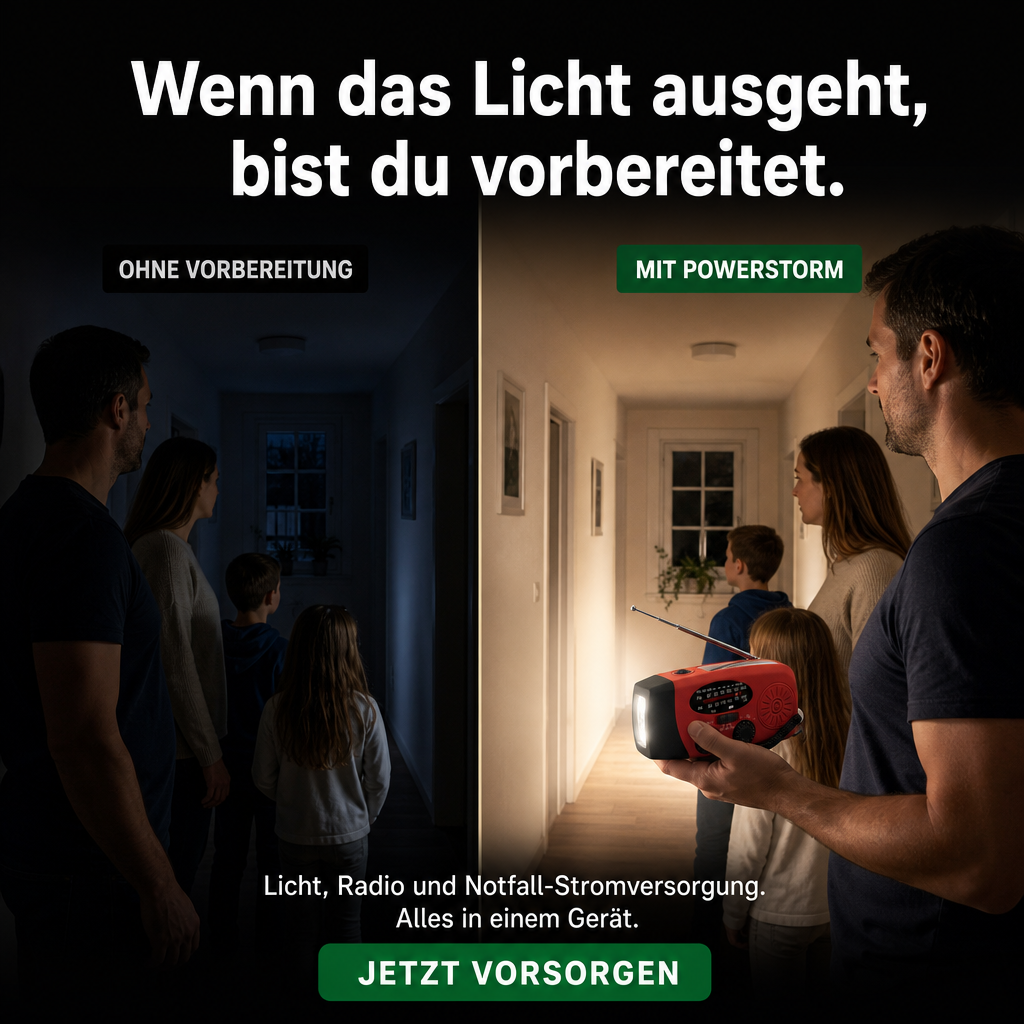 Wenn das Licht ausgeht,
bist du vorbereitet.
OHNE VORBEREITUNG
MIT POWERSTORM
Licht, Radio und Notfall-Stromversorgung.
Alles in einem Gerät.
JETZT VORSORGEN